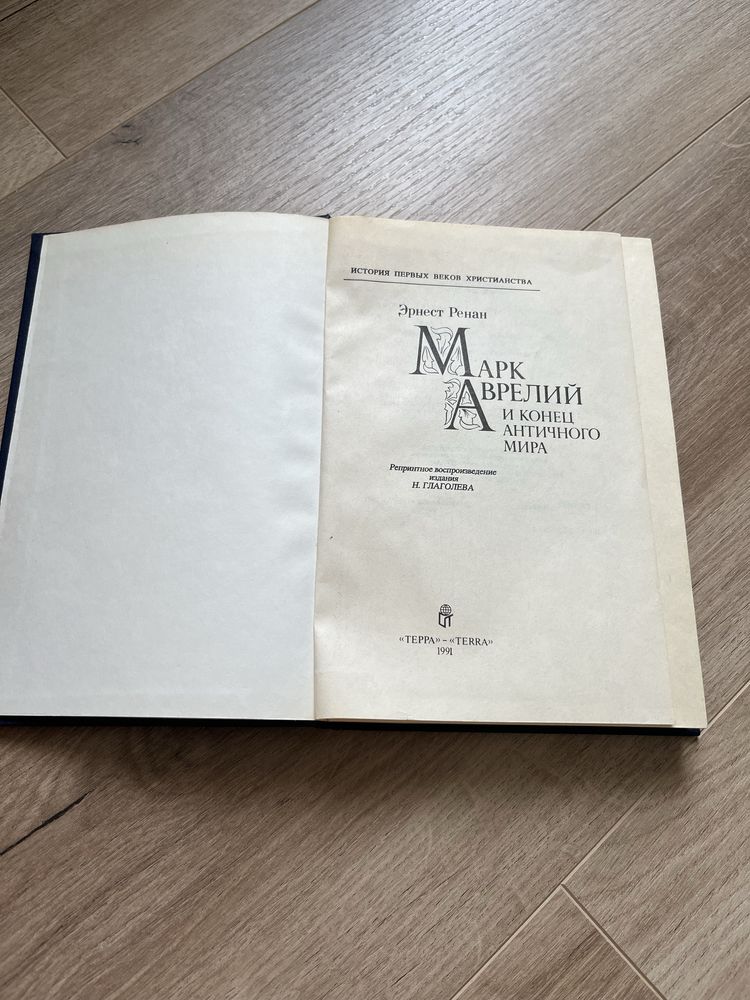 ИСТОРИЯ ПЕРВЫХ ВЕКОВ ХРИСТИАНСТВА
Эрнест Ренан
МАРК
АВРЕЛИЙ
И КОНЕЦ
АНТИЧНОГО
МИРА
Репринтное воспроизведение
издания
Н. ГЛАГОЛЕВА
«ТЕРРА» – «TERRA»
1991